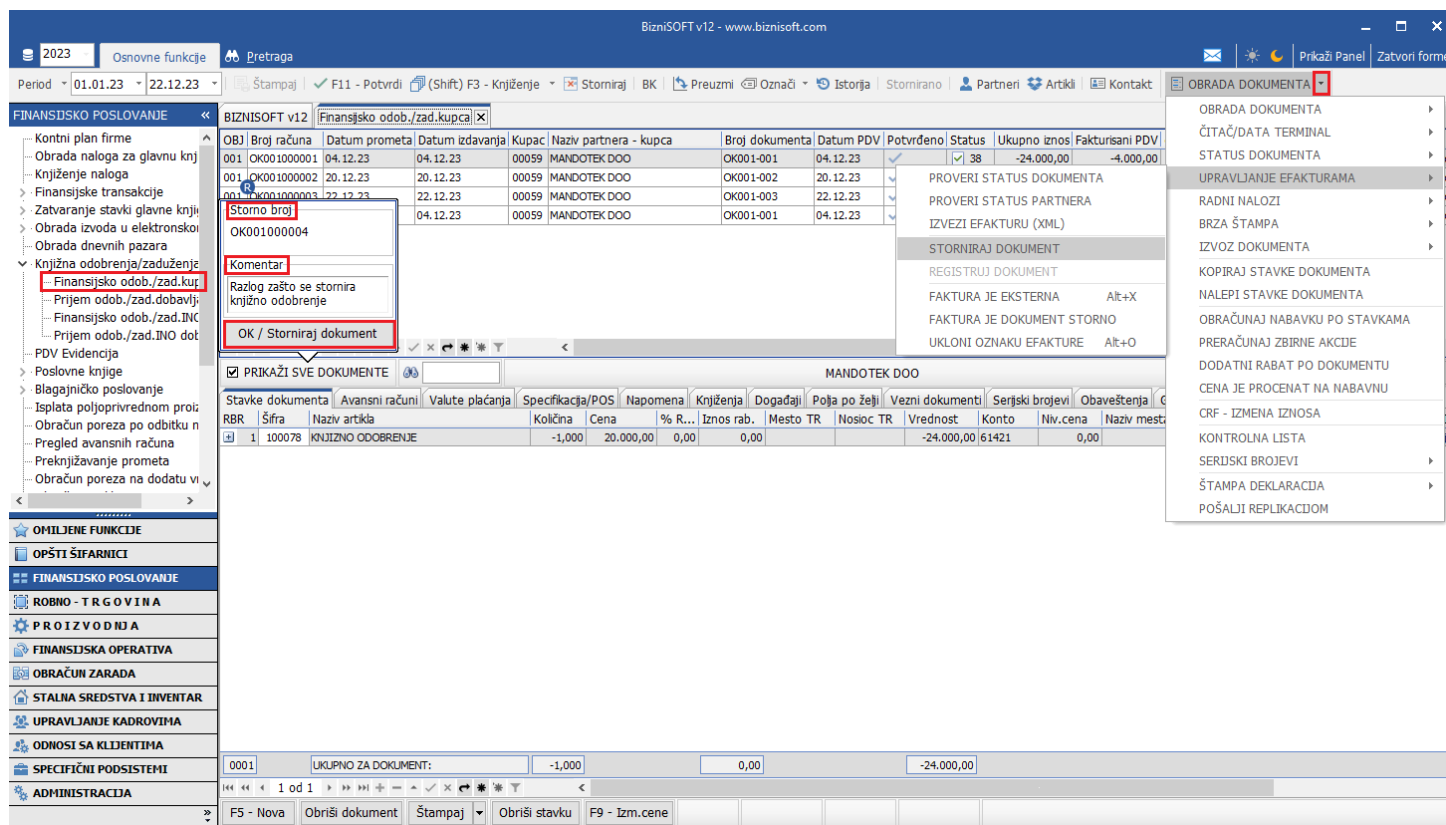 BizniSOFT v12 - www.biznisoft.com
2023 Osnovne funkcije Pretraga Prikaži Panel Zatvori forme
Period 01.01.23 22.12.23 Štampaj F11 - Potvrdi (Shift) F3 - Knjiženje Storniraj BK Preuzmi Označi Istorija Stornirano Partneri Artikli Kontakt OBRADA DOKUMENTA
FINANSIJSKO POSLOVANJE «
Kontni plan firme
Obrada naloga za glavnu knj
Knjiženje naloga
Finansijske transakcije
Zatvaranje stavki glavne knji
Obrada izvoda u elektronsko
Obrada dnevnih pazara
Knjižna odobrenja/zaduženja
Finansijsko odob./zad.kup
Prijem odob./zad.dobavlja
Finansijsko odob./zad.INO
Prijem odob./zad.INO dob
PDV Evidencija
Poslovne knjige
Blagajničko poslovanje
Isplata poljoprivrednom proiz
Obračun poreza po odbitku n
Pregled avansnih računa
Preknjižavanje prometa
Obračun poreza na dodatu vr
OMILJENE FUNKCIJE
OPŠTI ŠIFARNICI
FINANSIJSKO POSLOVANJE
ROBNO - T R G O V I N A
P R O I Z V O D NJ A
FINANSIJSKA OPERATIVA
OBRAČUN ZARADA
STALNA SREDSTVA I INVENTAR
UPRAVLJANJE KADROVIMA
ODNOSI SA KLIJENTIMA
SPECIFIČNI PODSISTEMI
ADMINISTRACIJA
»
BIZNISOFT v12 Finansijsko odob./zad.kupca
OBJ Broj računa Datum prometa Datum izdavanja Kupac Naziv partnera - kupca Broj dokumenta Datum PDV Potvrđeno Status Ukupno iznos Fakturisani PDV
001 OK001000001 04.12.23 04.12.23 00059 MANDOTEK DOO OK001-001 04.12.23 38 -24.000,00 -4.000,00
001 OK001000002 20.12.23 20.12.23 00059 MANDOTEK DOO OK001-002 20.12.23
001 OK001000003 22.12.23 22.12.23 00059 MANDOTEK DOO OK001-003 22.12.23
04.12.23 00059 MANDOTEK DOO OK001-001 04.12.23
R
Storno broj
OK001000004
Komentar
Razlog zašto se stornira
knjižno odobrenje
OK / Storniraj dokument
PROVERI STATUS DOKUMENTA
PROVERI STATUS PARTNERA
IZVEZI EFAKTURU (XML)
STORNIRAJ DOKUMENT
REGISTRUJ DOKUMENT
FAKTURA JE EKSTERNA Alt+X
FAKTURA JE DOKUMENT STORNO
UKLONI OZNAKU EFAKTURE Alt+O
OBRADA DOKUMENTA
ČITAČ/DATA TERMINAL
STATUS DOKUMENTA
UPRAVLJANJE EFAKTURAMA
RADNI NALOZI
BRZA ŠTAMPA
IZVOZ DOKUMENTA
KOPIRAJ STAVKE DOKUMENTA
NALEPI STAVKE DOKUMENTA
OBRAČUNAJ NABAVKU PO STAVKAMA
PRERAČUNAJ ZBIRNE AKCIJE
DODATNI RABAT PO DOKUMENTU
CENA JE PROCENAT NA NABAVNU
CRF - IZMENA IZNOSA
KONTROLNA LISTA
SERIJSKI BROJEVI
ŠTAMPA DEKLARACIJA
POŠALJI REPLIKACIJOM
PRIKAŽI SVE DOKUMENTE MANDOTEK DOO
Stavke dokumenta Avansni računi Valute plaćanja Specifikacija/POS Napomena Knjiženja Događaji Polja po želji Vezni dokumenti Serijski brojevi Obaveštenja
RBR Šifra Naziv artikla Količina Cena % R... Iznos rab. Mesto TR Nosioc TR Vrednost Konto Niv.cena Naziv mest
1 100078 KNJIZNO ODOBRENJE -1,000 20.000,00 0,00 0,00 -24.000,00 61421 0,00
0001 UKUPNO ZA DOKUMENT: -1,000 0,00 -24.000,00
1 od 1
F5 - Nova Obriši dokument Štampaj Obriši stavku F9 - Izm.cene